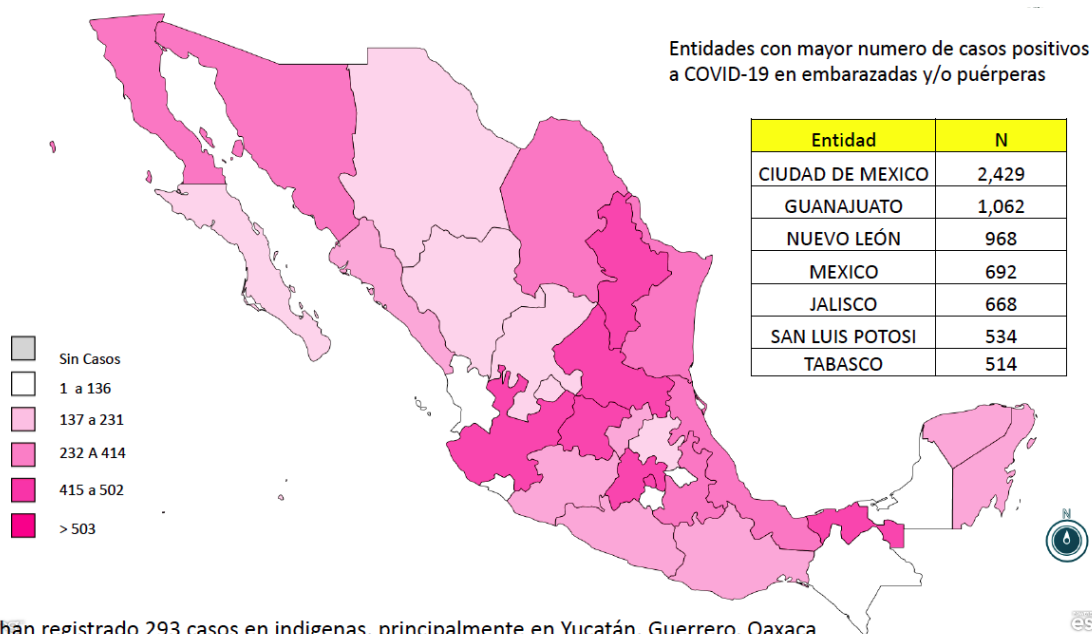 Entidades con mayor numero de casos positivos
a COVID-19 en embarazadas y/o puérperas
Entidad N
CIUDAD DE MEXICO 2,429
GUANAJUATO 1,062
NUEVO LEÓN 968
MEXICO 692
JALISCO 668
SAN LUIS POTOSI 534
TABASCO 514
Sin Casos
1 a 136
137 a 231
232 A 414
415 a 502
> 503
N
han registrado 293 casos en indigenas, principalmente en Yucatán, Guerrero, Oaxaca